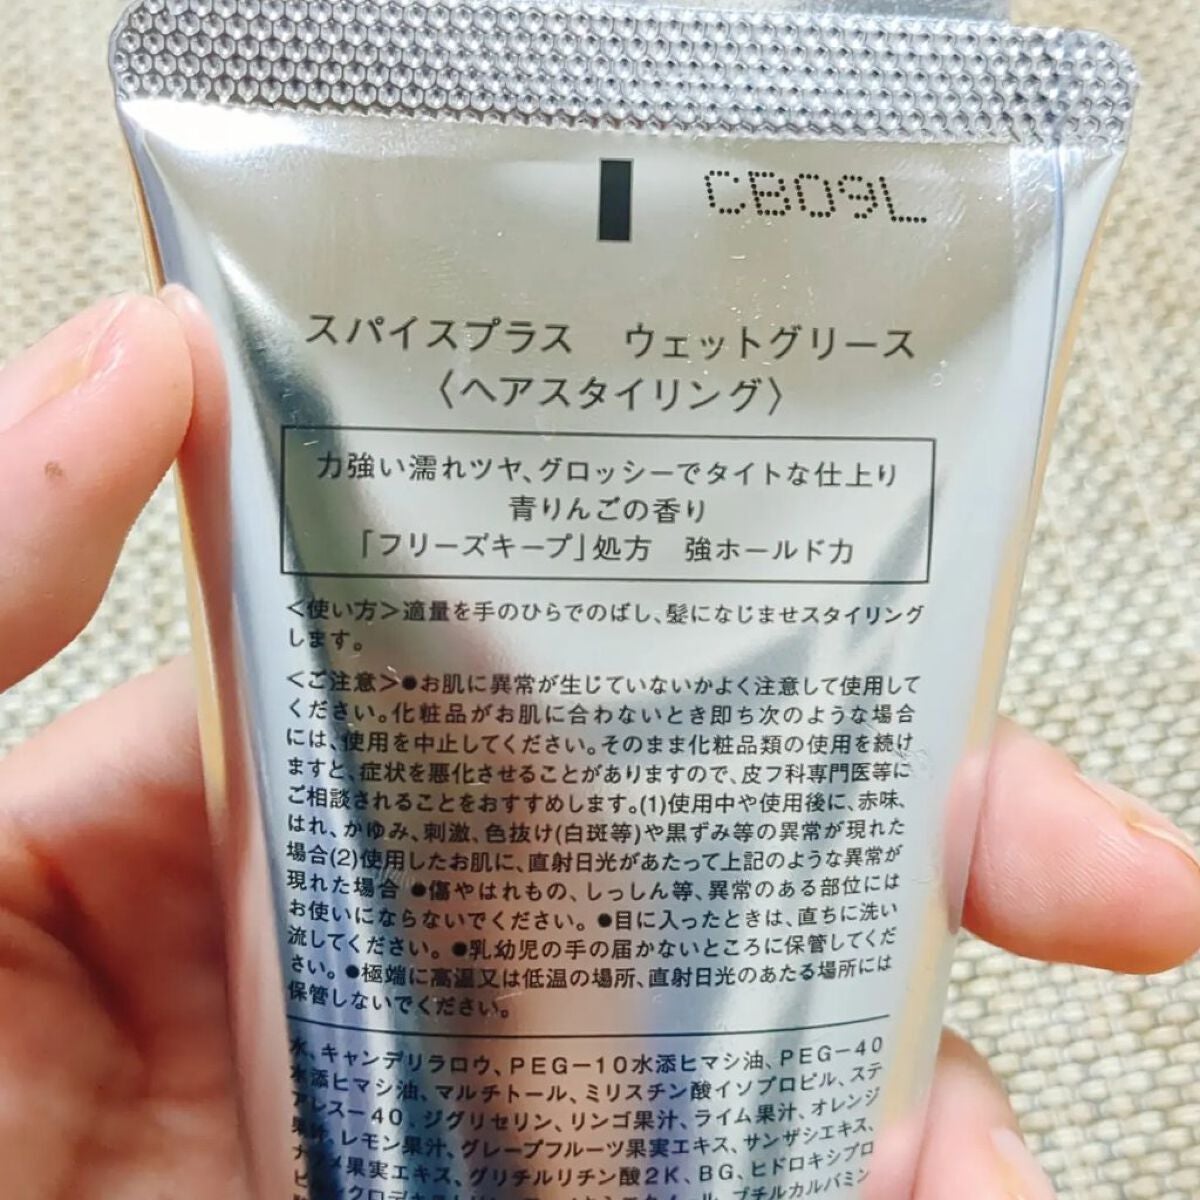 CB09L
スパイスプラス ウェットグリース
〈ヘアスタイリング〉
力強い濡れツヤ、グロッシーでタイトな仕上り
青りんごの香り
「フリーズキープ」処方 強ホールド力
＜使い方＞適量を手のひらでのばし、髪になじませスタイリング
します。
＜ご注意＞●お肌に異常が生じていないかよく注意して使用して
ください。化粧品がお肌に合わないとき即ち次のような場合
には、使用を中止してください。そのまま化粧品類の使用を続け
ますと、症状を悪化させることがありますので、皮フ科専門医等に
ご相談されることをおすすめします。(1)使用中や使用後に、赤味、
はれ、かゆみ、刺激、色抜け(白斑等)や黒ずみ等の異常が現れた
場合(2)使用したお肌に、直射日光があたって上記のような異常が
現れた場合 ●傷やはれもの、しっしん等、異常のある部位には
お使いにならないでください。 ●目に入ったときは、直ちに洗い
流してください。 ●乳幼児の手の届かないところに保管してくだ
さい。 ●極端に高温又は低温の場所、直射日光のあたる場所には
保管しないでください。
水、キャンデリラロウ、PEG－10水添ヒマシ油、PEG－40
水添ヒマシ油、マルチトール、ミリスチン酸イソプロピル、ステ
アレス－40、ジグリセリン、リンゴ果汁、ライム果汁、オレンジ
果汁、レモン果汁、グレープフルーツ果実エキス、サンザシエキス、
ナツメ果実エキス、グリチルリチン酸2K、BG、ヒドロキシプロ